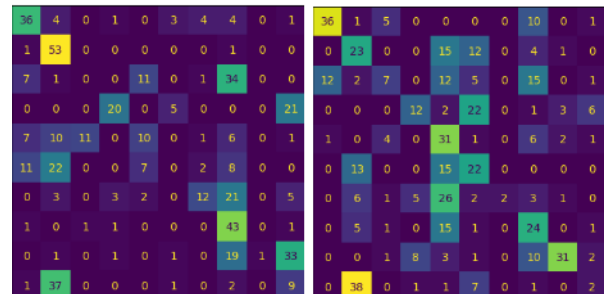 36 4 0 1 0 3 4 4 0 1
1 53 0 0 0 0 0 1 0 0
7 1 0 0 11 0 1 34 0 0
0 0 0 20 0 5 0 0 0 21
7 10 11 0 10 0 1 6 0 1
11 22 0 0 7 0 2 8 0 0
0 3 0 3 2 0 12 21 0 5
1 0 1 1 0 0 0 43 0 1
0 1 0 1 0 1 0 19 1 33
1 37 0 0 0 1 0 2 0 9
36 1 5 0 0 0 0 10 0 1
0 23 0 0 15 12 0 4 1 0
12 2 7 0 12 5 0 15 0 1
0 0 0 12 2 22 0 1 3 6
1 0 4 0 31 1 0 6 2 1
0 13 0 0 15 22 0 0 0 0
0 6 1 5 26 2 2 3 1 0
0 5 1 0 15 1 0 24 0 1
0 0 1 8 3 1 0 10 31 2
0 38 0 1 1 7 0 1 0 2